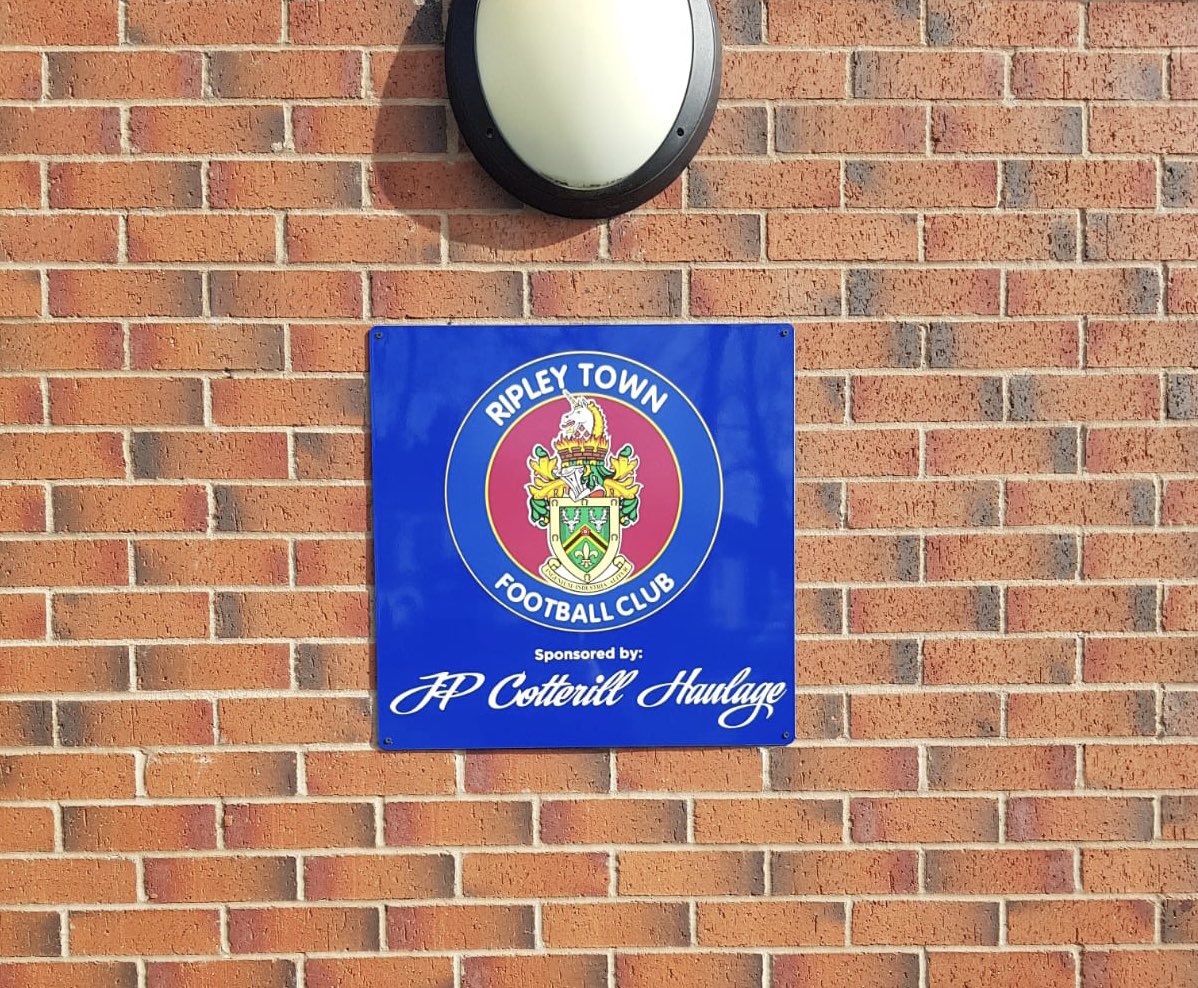 RIPLEY TOWN
FOOTBALL CLUB
Sponsored by:
JP Cotterill Haulage